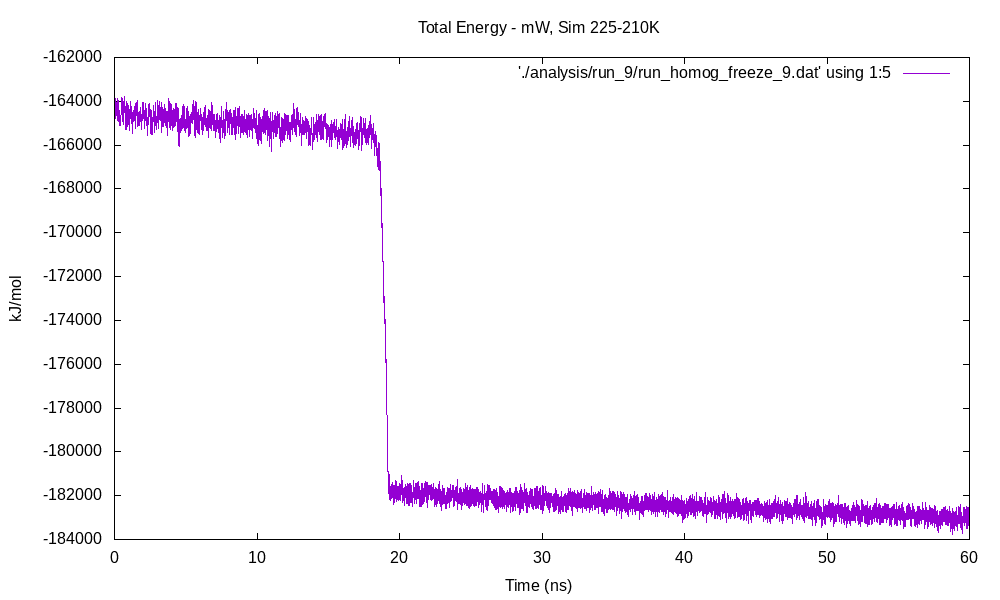 Total Energy - mW, Sim 225-210K
'./analysis/run_9/run_homog_freeze_9.dat' using 1:5
kJ/mol
-162000
-164000
-166000
-168000
-170000
-172000
-174000
-176000
-178000
-180000
-182000
-184000
0 10 20 30 40 50 60
Time (ns)